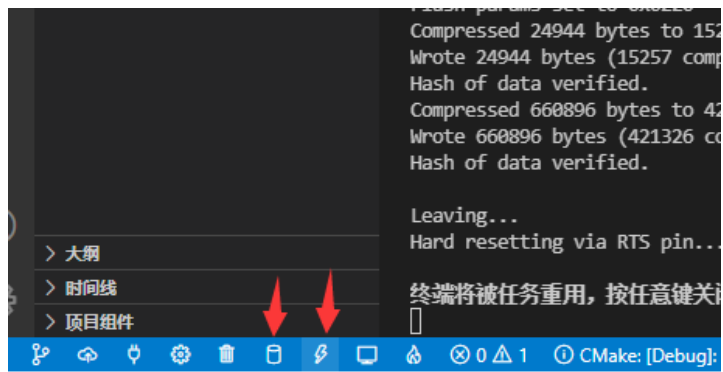 Compressed 24944 bytes to 152
Wrote 24944 bytes (15257 comp
Hash of data verified.
Compressed 660896 bytes to 42
Wrote 660896 bytes (421326 co
Hash of data verified.
Leaving...
Hard resetting via RTS pin...
终端将被任务重用，按任意键关
大纲
时间线
项目组件
0 1 CMake: [Debug]: